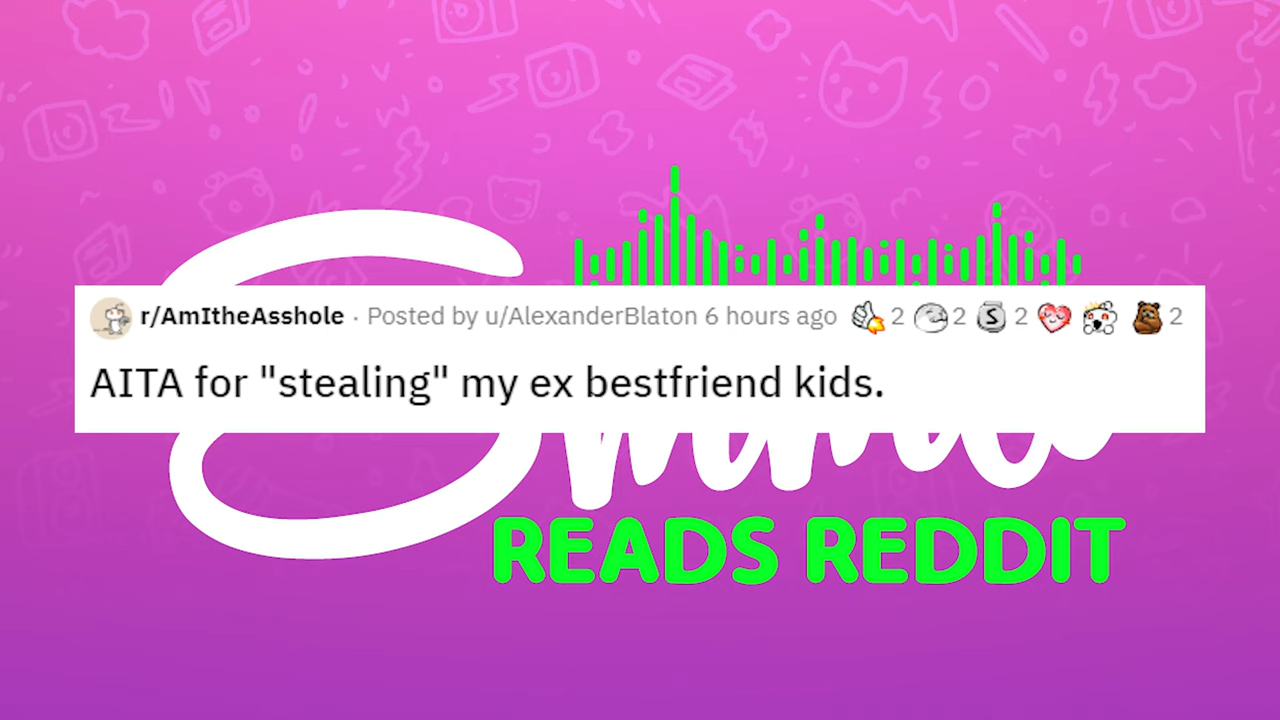 r/AmItheAsshole · Posted by u/AlexanderBlaton 6 hours ago 2 2 2 2
AITA for "stealing" my ex bestfriend kids.
READS REDDIT